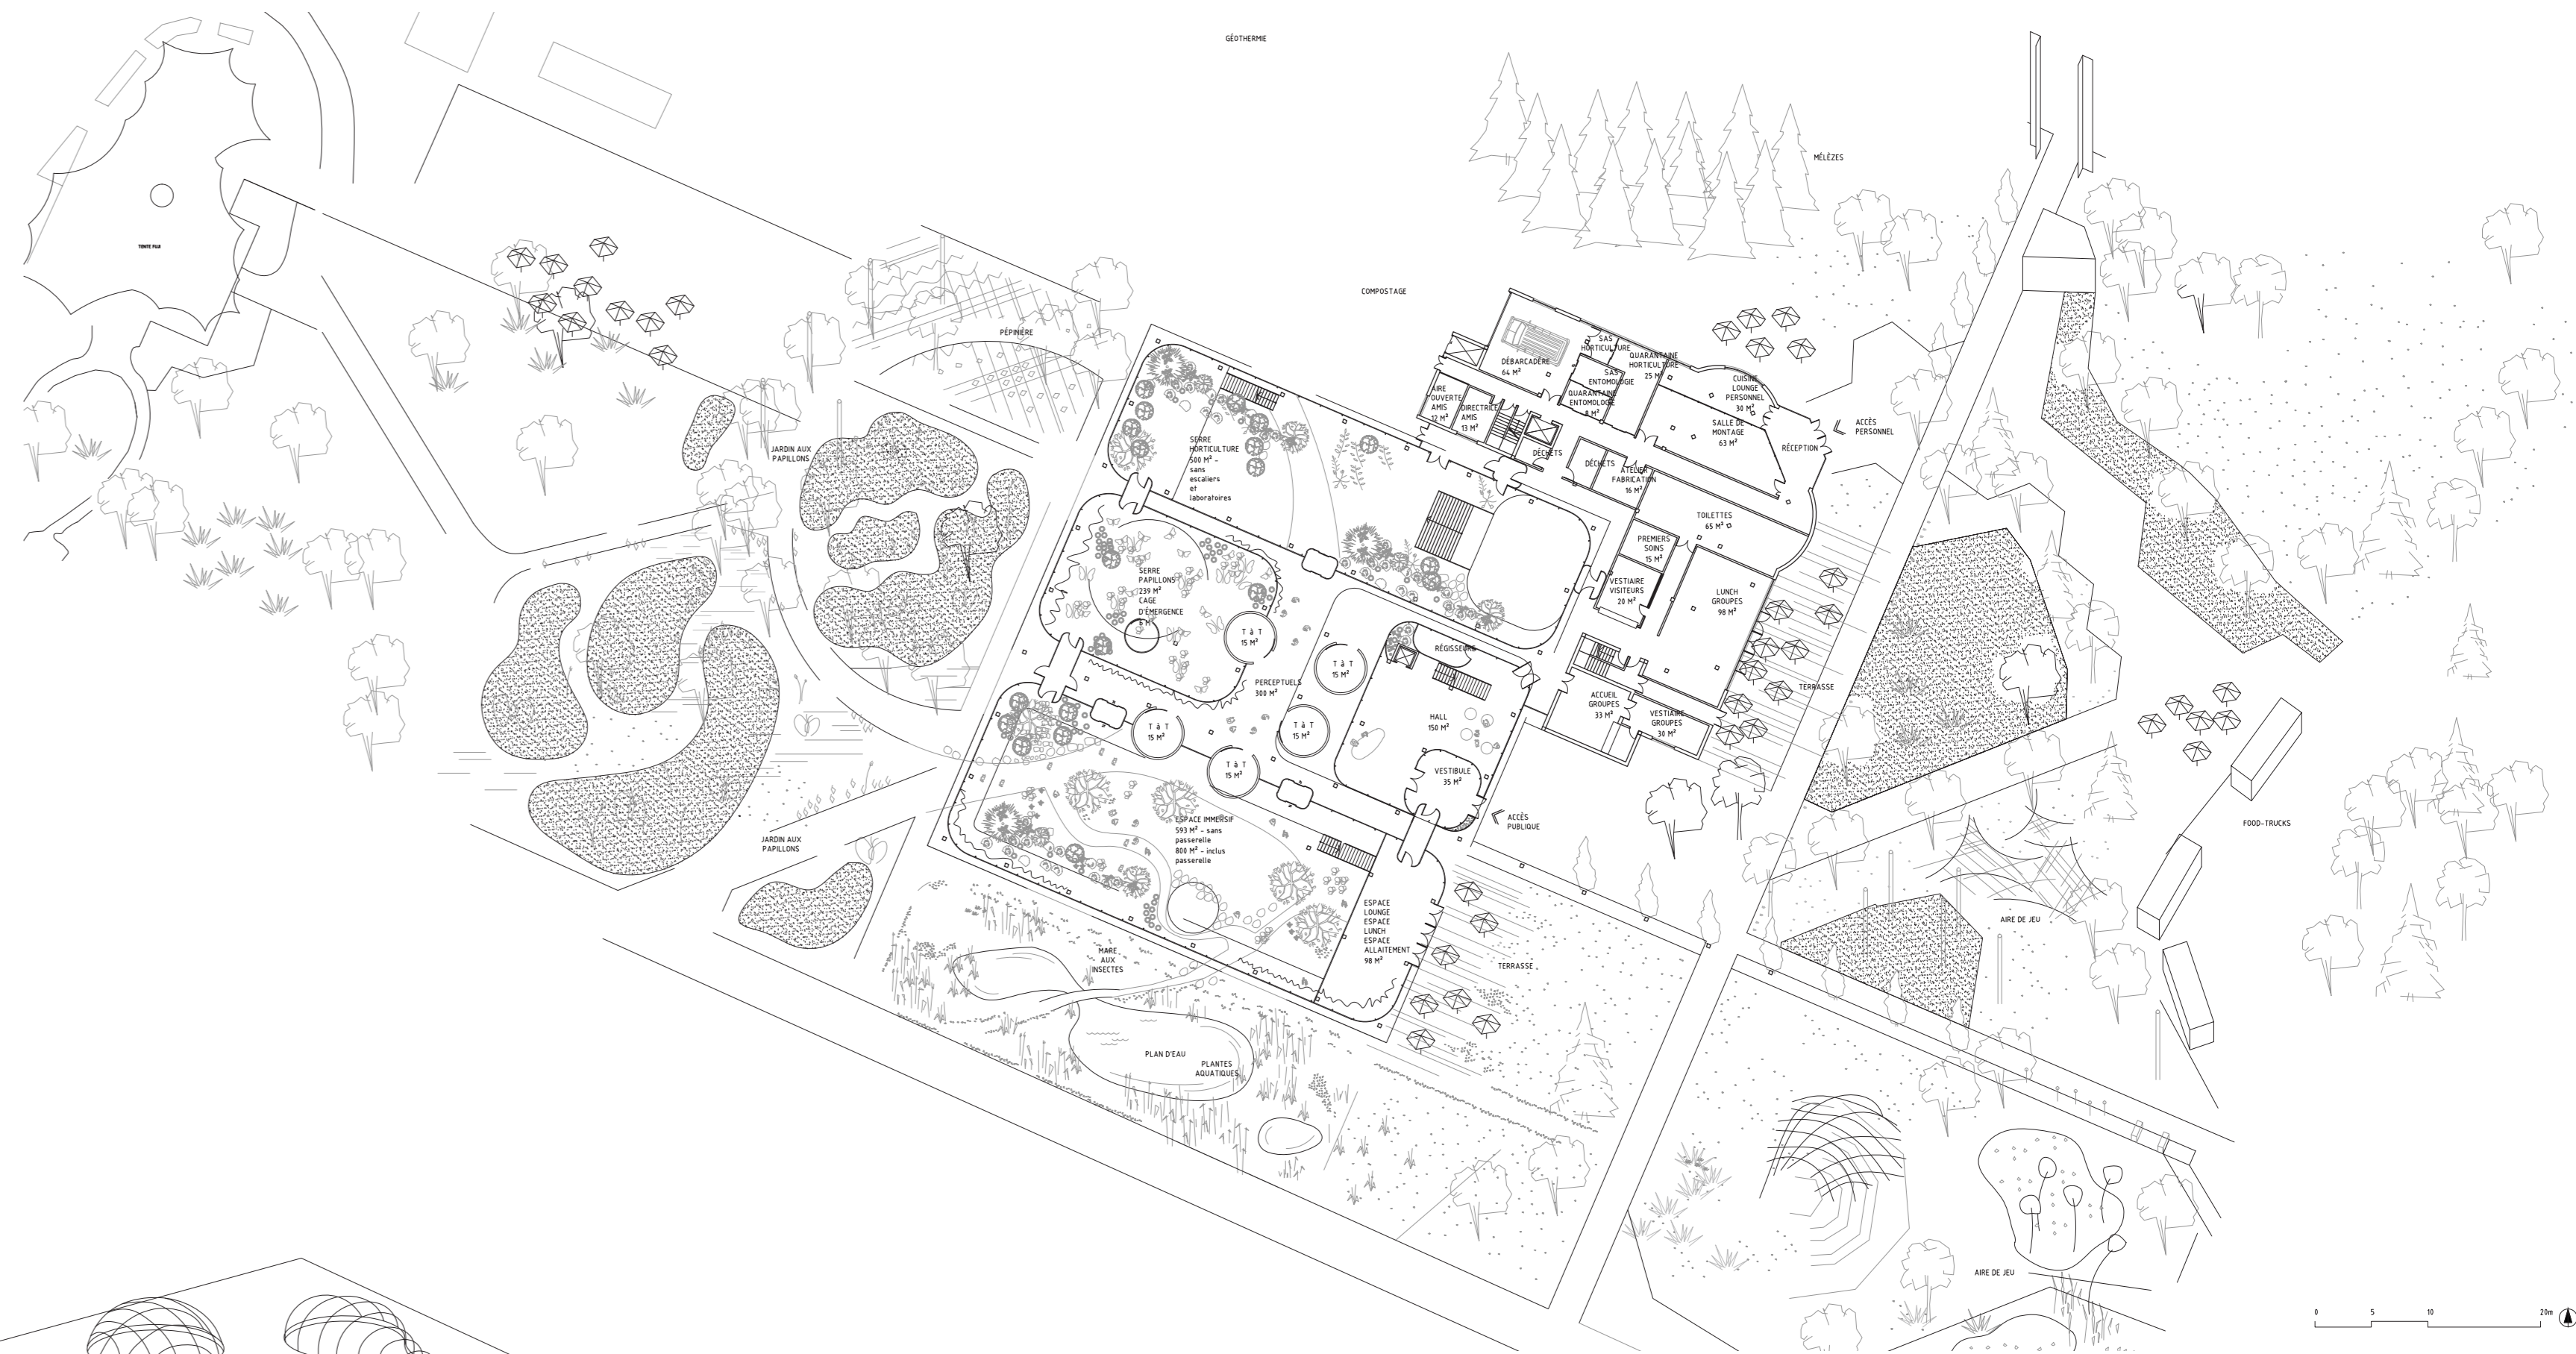 GÉOTHERMIE
MÉLÈZES
TENTE FUJI
COMPOSTAGE
PÉPINIÈRE
SAS
HORTICULTURE
QUARANTAINE
HORTICULTURE
25 M²
DÉBARCADÈRE
64 M²
SAS
ENTOMOLOGIE
QUARANTAINE
ENTOMOLOGIE
8 M²
CUISINE
LOUNGE
PERSONNEL
30 M²
AIRE
OUVERTE
AMIS
12 M²
DIRECTRICE
AMIS
13 M²
SALLE DE
MONTAGE
63 M²
RÉCEPTION
ACCÈS
PERSONNEL
DÉCHETS
DÉCHETS
ATELIER
FABRICATION
16 M²
JARDIN AUX
PAPILLONS
SERRE
HORTICULTURE
500 M² -
sans
escaliers
et
laboratoires
TOILETTES
65 M²
PREMIERS
SOINS
15 M²
VESTIAIRE
VISITEURS
20 M²
LUNCH
GROUPES
98 M²
SERRE
PAPILLONS
239 M²
CAGE
D'ÉMERGENCE
6 M²
T à T
15 M²
T à T
15 M²
RÉGISSEURS
PERCEPTUELS
300 M²
TERRASSE
ACCUEIL
GROUPES
33 M²
VESTIAIRE
GROUPES
30 M²
HALL
150 M²
T à T
15 M²
T à T
15 M²
T à T
15 M²
VESTIBULE
35 M²
ACCÈS
PUBLIQUE
FOOD-TRUCKS
ESPACE IMMERSIF
593 M² - sans
passerelle
800 M² - inclus
passerelle
JARDIN AUX
PAPILLONS
ESPACE
LOUNGE
ESPACE
LUNCH
ESPACE
ALLAITEMENT
98 M²
AIRE DE JEU
MARE
AUX
INSECTES
TERRASSE
PLAN D'EAU
PLANTES
AQUATIQUES
AIRE DE JEU
0 5 10 20m